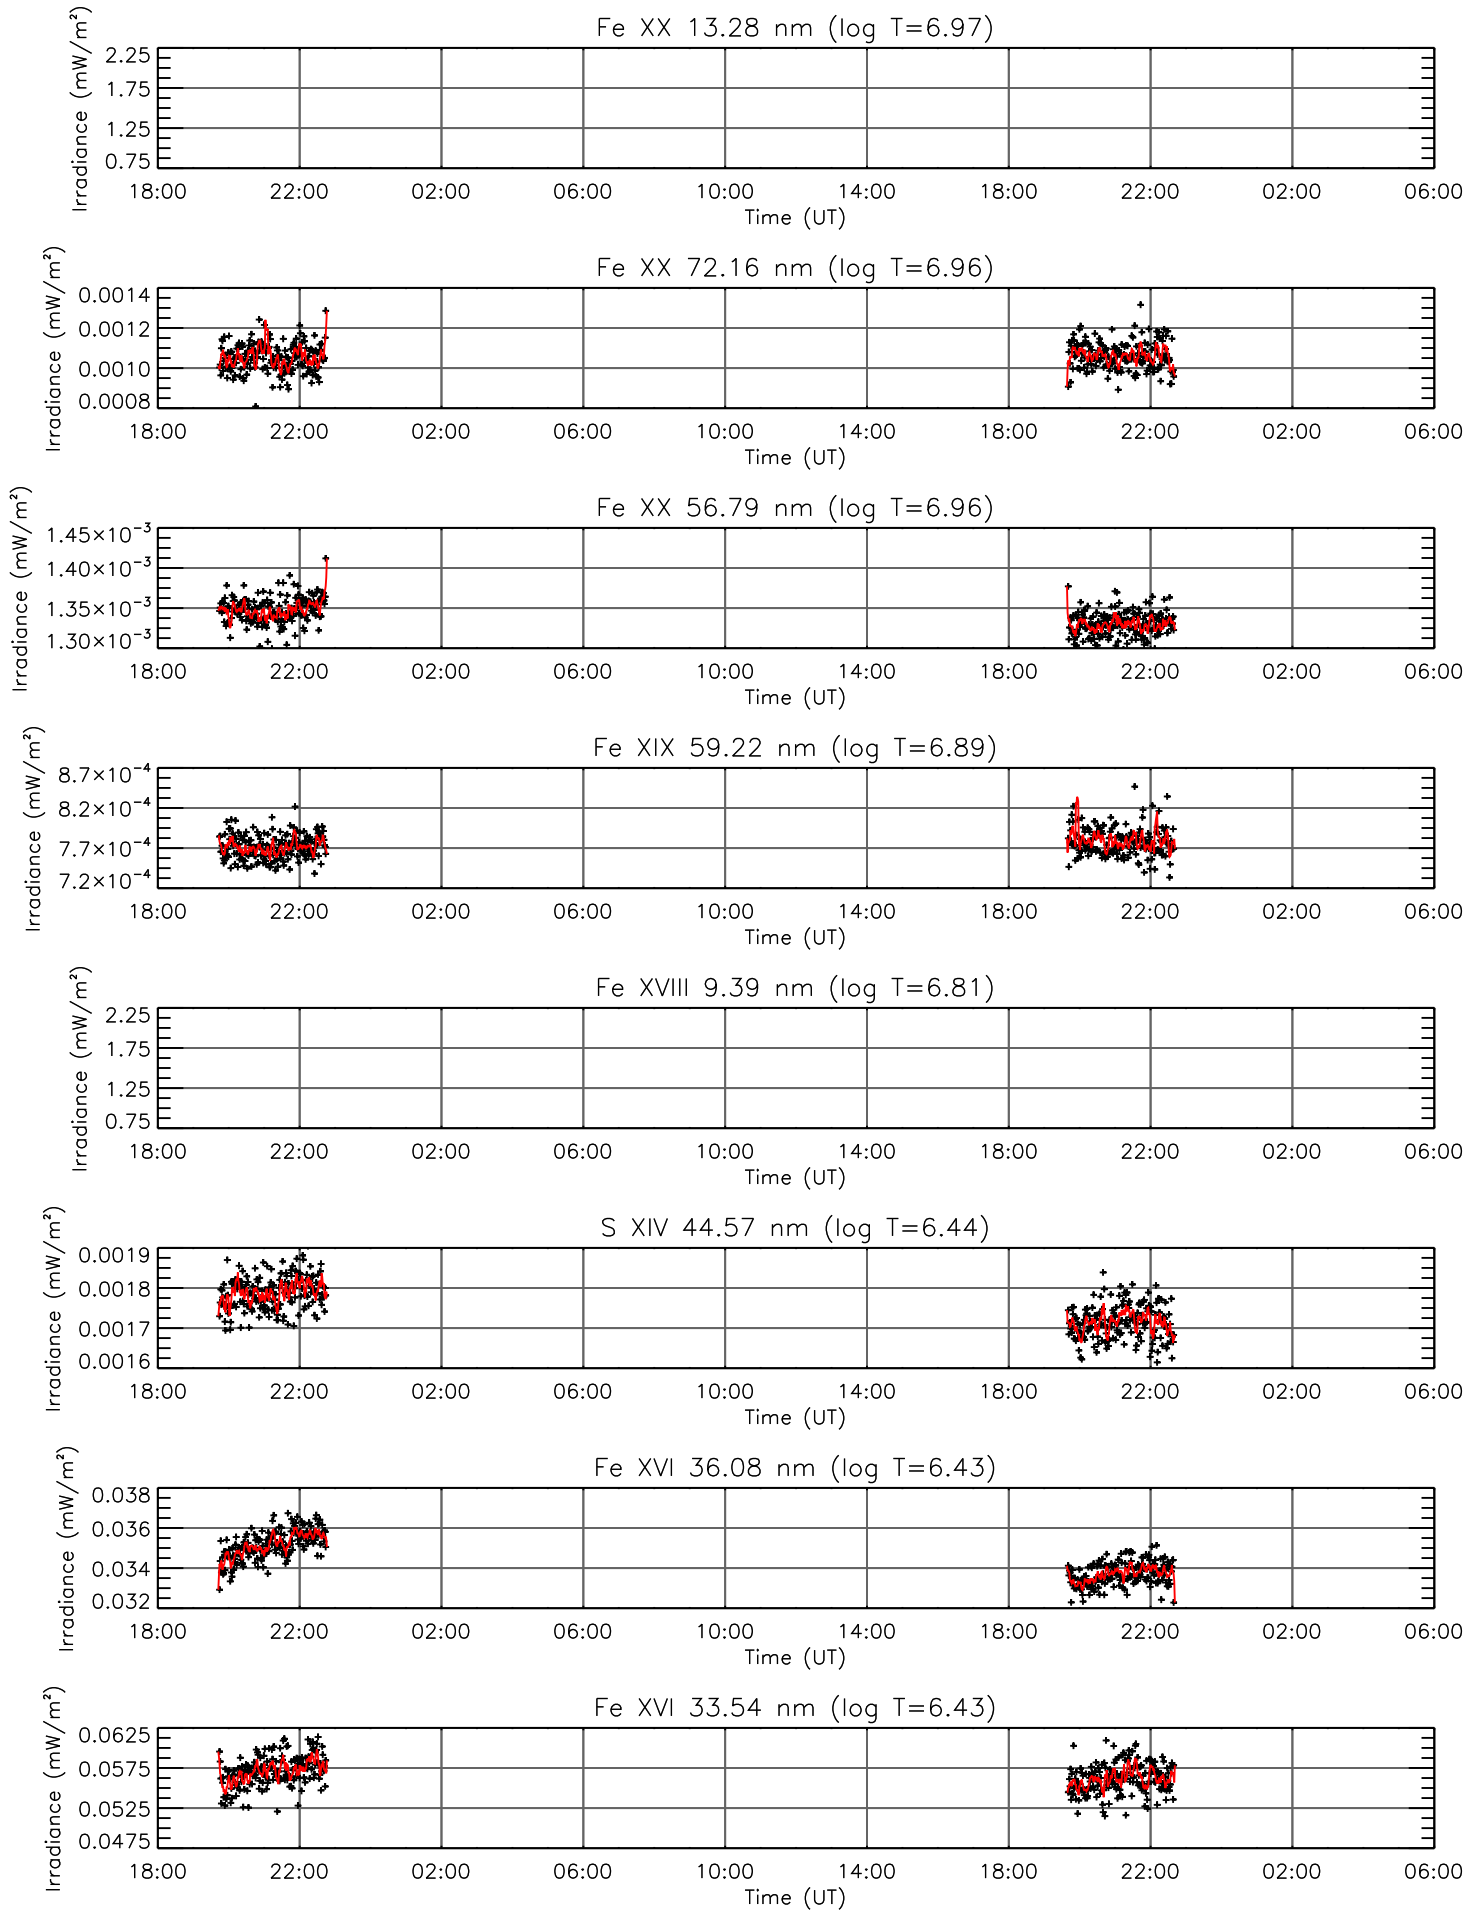 Fe XX 13.28 nm (log T=6.97)
Irradiance (mW/m²)
2.25
1.75
1.25
0.75
18:00 22:00 02:00 06:00 10:00 14:00 18:00 22:00 02:00 06:00
Time (UT)
Fe XX 72.16 nm (log T=6.96)
Irradiance (mW/m²)
0.0014
0.0012
0.0010
0.0008
18:00 22:00 02:00 06:00 10:00 14:00 18:00 22:00 02:00 06:00
Time (UT)
Fe XX 56.79 nm (log T=6.96)
Irradiance (mW/m²)
1.45×10⁻³
1.40×10⁻³
1.35×10⁻³
1.30×10⁻³
18:00 22:00 02:00 06:00 10:00 14:00 18:00 22:00 02:00 06:00
Time (UT)
Fe XIX 59.22 nm (log T=6.89)
Irradiance (mW/m²)
8.7×10⁻⁴
8.2×10⁻⁴
7.7×10⁻⁴
7.2×10⁻⁴
18:00 22:00 02:00 06:00 10:00 14:00 18:00 22:00 02:00 06:00
Time (UT)
Fe XVIII 9.39 nm (log T=6.81)
Irradiance (mW/m²)
2.25
1.75
1.25
0.75
18:00 22:00 02:00 06:00 10:00 14:00 18:00 22:00 02:00 06:00
Time (UT)
S XIV 44.57 nm (log T=6.44)
Irradiance (mW/m²)
0.0019
0.0018
0.0017
0.0016
18:00 22:00 02:00 06:00 10:00 14:00 18:00 22:00 02:00 06:00
Time (UT)
Fe XVI 36.08 nm (log T=6.43)
Irradiance (mW/m²)
0.038
0.036
0.034
0.032
18:00 22:00 02:00 06:00 10:00 14:00 18:00 22:00 02:00 06:00
Time (UT)
Fe XVI 33.54 nm (log T=6.43)
Irradiance (mW/m²)
0.0625
0.0575
0.0525
0.0475
18:00 22:00 02:00 06:00 10:00 14:00 18:00 22:00 02:00 06:00
Time (UT)